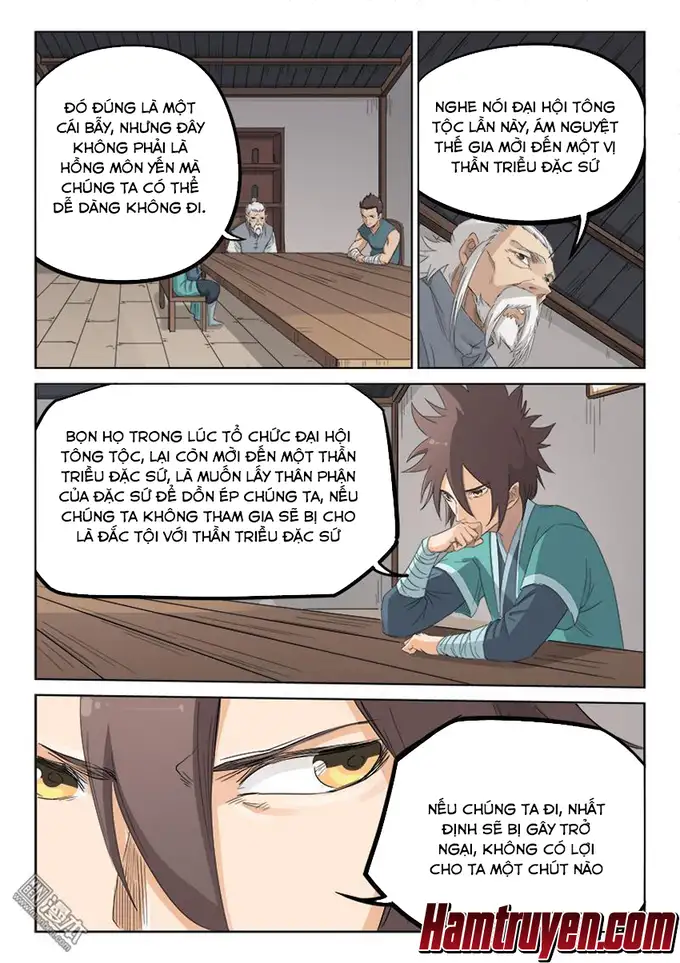 ĐÓ ĐÚNG LÀ MỘT
CÁI BẪY, NHƯNG ĐÂY
KHÔNG PHẢI LÀ
HỒNG MÔN YẾN MÀ
CHÚNG TA CÓ THỂ
DỄ DÀNG KHÔNG ĐI.
NGHE NÓI ĐẠI HỘI TÔNG
TỘC LẦN NÀY, ÁM NGUYỆT
THẾ GIA MỜI ĐẾN MỘT VỊ
THẦN TRIỀU ĐẶC SỨ
BỌN HỌ TRONG LÚC TỔ CHỨC ĐẠI HỘI
TÔNG TỘC, LẠI CÒN MỜI ĐẾN MỘT THẦN
TRIỀU ĐẶC SỨ, LÀ MUỐN LẤY THÂN PHẬN
CỦA ĐẶC SỨ ĐỂ DỒN ÉP CHÚNG TA, NẾU
CHÚNG TA KHÔNG THAM GIA SẼ BỊ CHO
LÀ ĐẮC TỘI VỚI THẦN TRIỀU ĐẶC SỨ
NẾU CHÚNG TA ĐI, NHẤT
ĐỊNH SẼ BỊ GÂY TRỞ
NGẠI, KHÔNG CÓ LỢI
CHO TA MỘT CHÚT NÀO
Hamtruyen.com